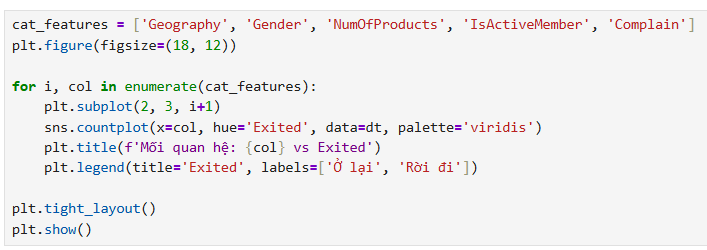 cat_features = ['Geography', 'Gender', 'NumOfProducts', 'IsActiveMember', 'Complain']
plt.figure(figsize=(18, 12))

for i, col in enumerate(cat_features):
    plt.subplot(2, 3, i+1)
    sns.countplot(x=col, hue='Exited', data=dt, palette='viridis')
    plt.title(f'Mối quan hệ: {col} vs Exited')
    plt.legend(title='Exited', labels=['Ở lại', 'Rời đi'])

plt.tight_layout()
plt.show()